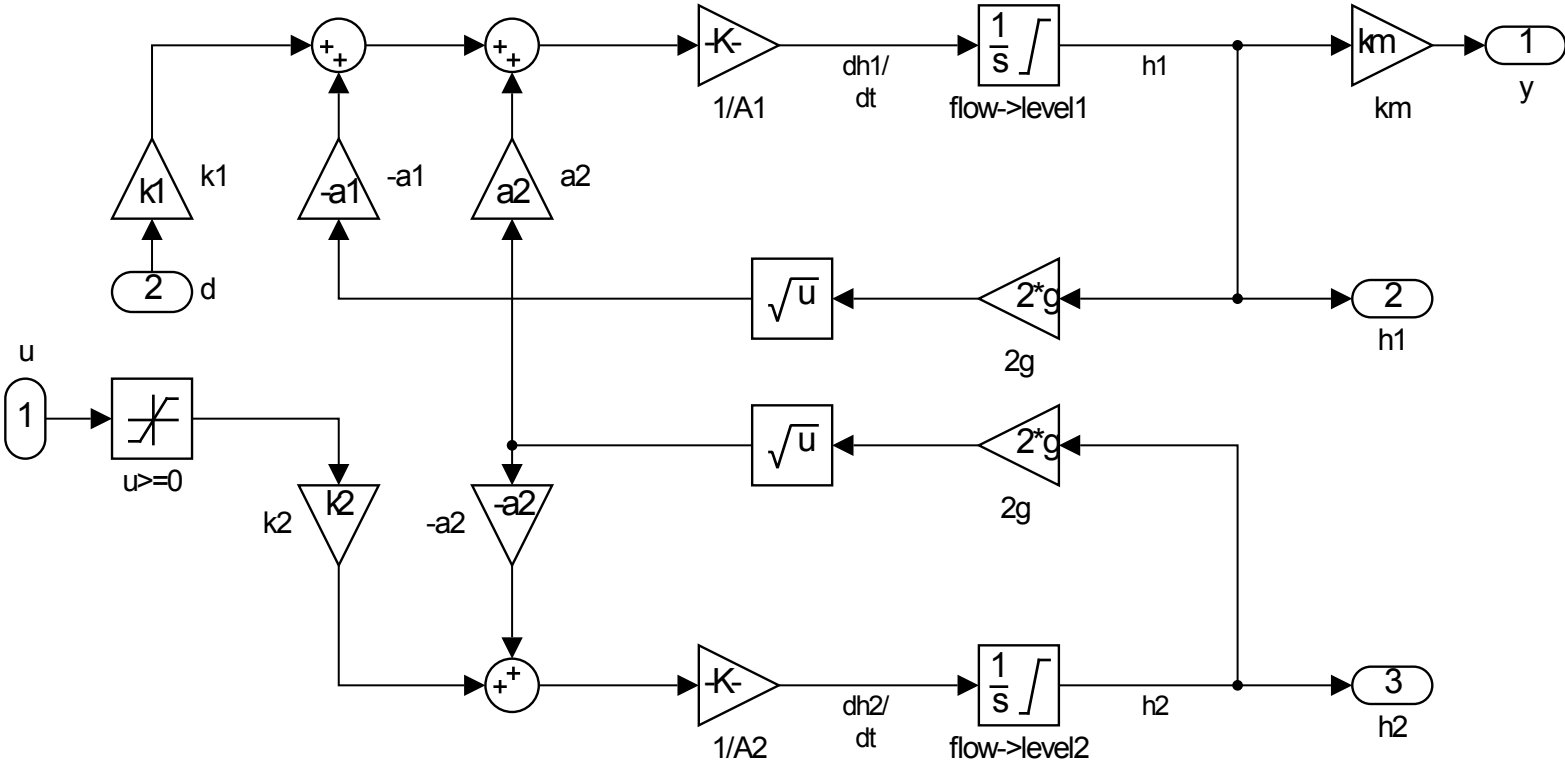 +
+
+
+
-K-
1
s
km
1
dh1/
dt
h1
y
1/A1
flow->level1
km
k1
k1
-a1
-a1
a2
a2
2
d
√u
2*g
2
2g
h1
u
1
√u
2*g
u>=0
2g
k2
k2
-a2
-a2
+
+
-K-
1
s
3
dh2/
dt
h2
h2
1/A2
flow->level2